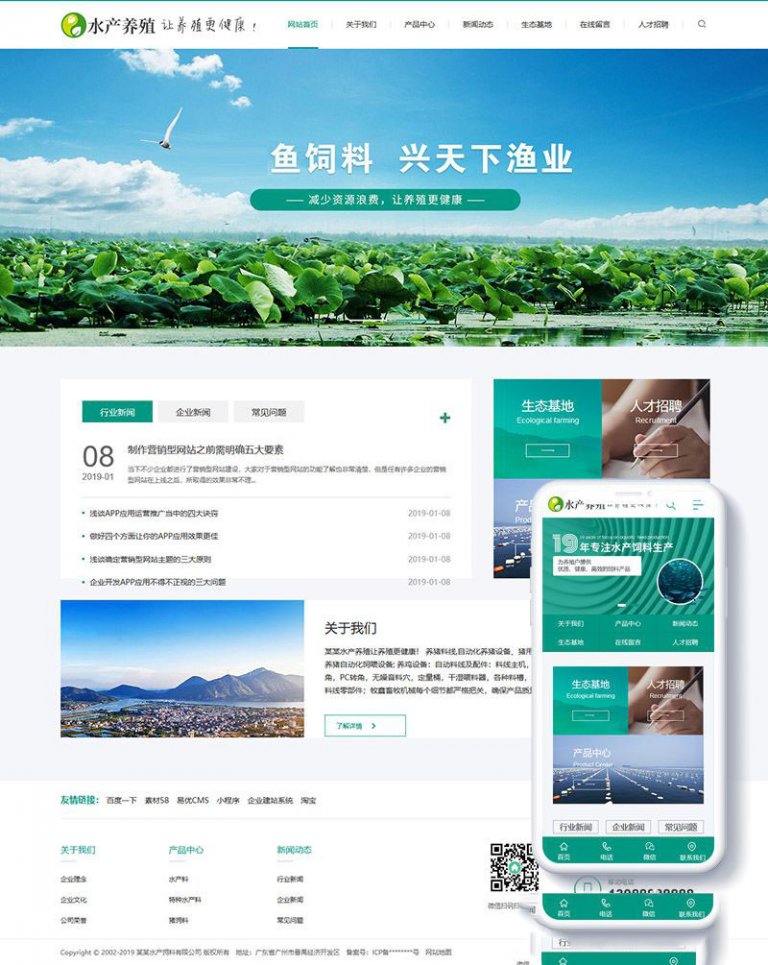 水产养殖 让养殖更健康!
网站首页 关于我们 产品中心 新闻动态 生态基地 在线留言 人才招聘
鱼饲料 兴天下渔业
减少资源浪费，让养殖更健康
行业新闻 企业新闻 常见问题
08
2019-01
制作营销型网站之前需明确五大要素
当下不少企业都进行了营销型网站建设，大家对于营销型网站的功能了解也非常清楚，但是任有许多企业的营销
型网站在上线之后，所取得的效果非常不理...
浅谈APP应用运营推广当中的四大诀窍 2019-01-08
做好四个方面让你的APP应用效果更佳 2019-01-08
浅谈确定营销型网站主题的三大原则 2019-01-08
企业开发APP应用不得不正视的三大问题 2019-01-08
生态基地
Ecological farming
人才招聘
Recruitment
关于我们
某某水产养殖让养殖更健康! 养猪料线,自动化养猪设备, 猪用
养猪自动化饲喂设备; 养鸡设备: 自动料线及配件: 料线主机,
角, PC转角, 无噪音料六, 定量桶, 干湿喂料器, 各种料槽,
料线零部件; 牧鑫畜牧机械每个细节都严格把关, 确保产品质
了解详情
友情链接: 百度一下 素材58 易优CMS 小程序 企业建站系统 淘宝
关于我们 产品中心 新闻动态
企业理念 水产料 行业新闻
企业文化 特种水产料 企业新闻
公司荣誉 猪饲料 常见问题
微信扫码
Copyright © 2002-2019 某某水产饲料有限公司 版权所有 地址：广东省广州市番禺经济开发区 备案号：ICP备********号 网站地图
水产养殖 让养殖更健康!
19年专注水产饲料生产
为养殖户提供
优质、健康、高效的饲料产品
关于我们 产品中心 新闻动态
生态基地 在线留言 人才招聘
生态基地
Ecological farming
人才招聘
Recruitment
产品中心
Product Center
行业新闻 企业新闻 常见问题
首页 电话 微信 联系我们
移动电话
首页 电话 微信 联系我们